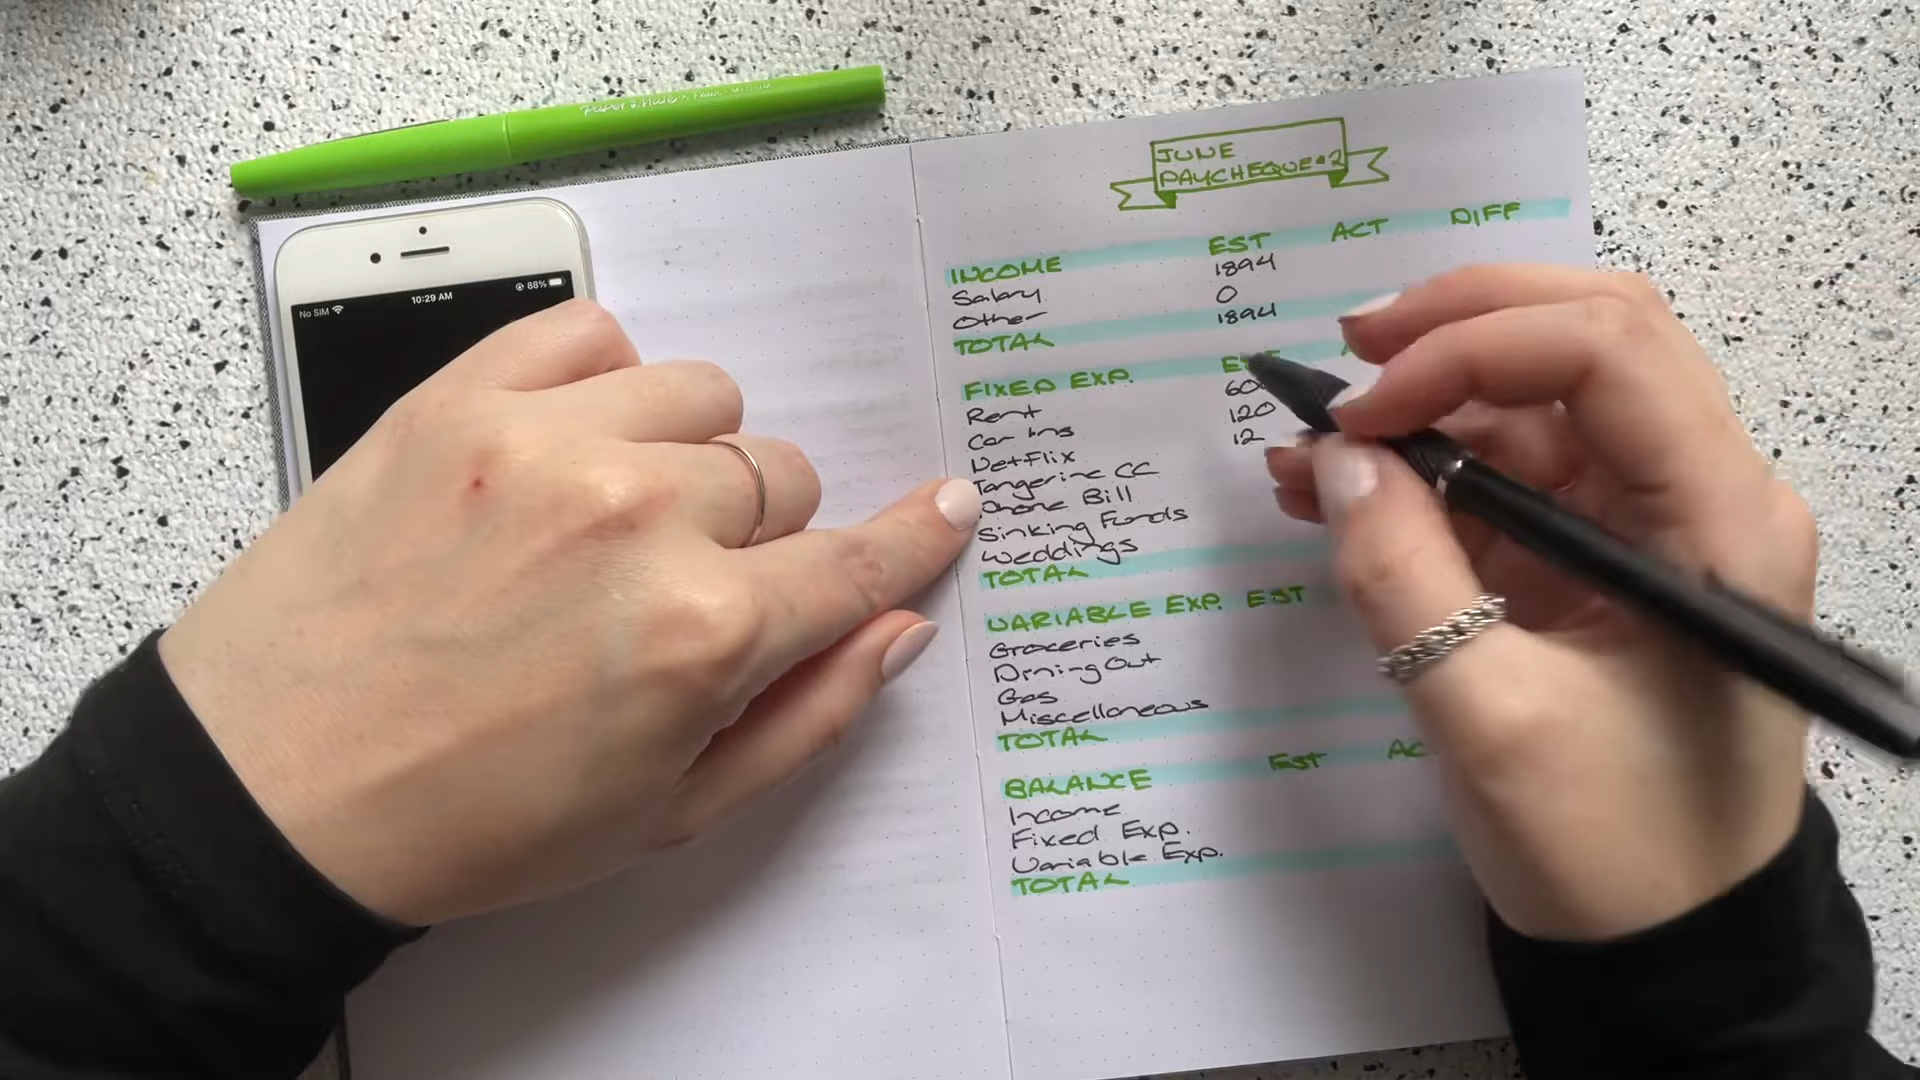 No SIM 10:29 AM 88%
JUNE
PAYCHEQUE #2
INCOME EST ACT DIFF
Salary 1894
Other 0
TOTAL 1894
FIXED EXP.
Rent
Car Ins 120
Netflix 12
Tangerine CC
Phone Bill
Sinking Funds
Weddings
TOTAL
VARIABLE EXP. EST
Groceries
Dining Out
Gas
Miscellaneous
TOTAL
BALANCE EST
Income
Fixed Exp.
Variable Exp.
TOTAL